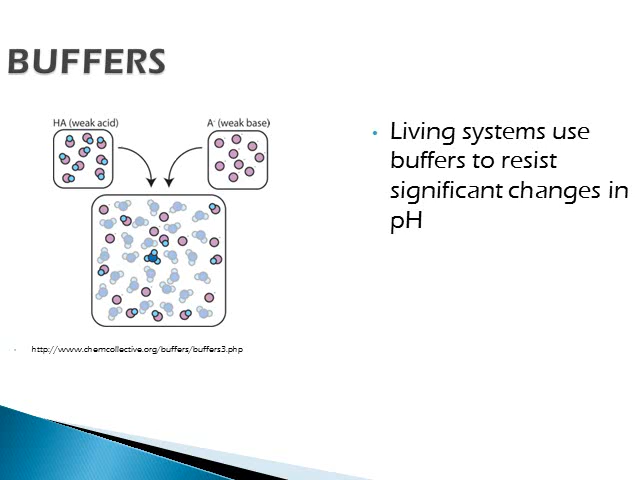 BUFFERS
HA (weak acid)
A⁻ (weak base)
• Living systems use
buffers to resist
significant changes in
pH
• http://www.chemcollective.org/buffers/buffers3.php